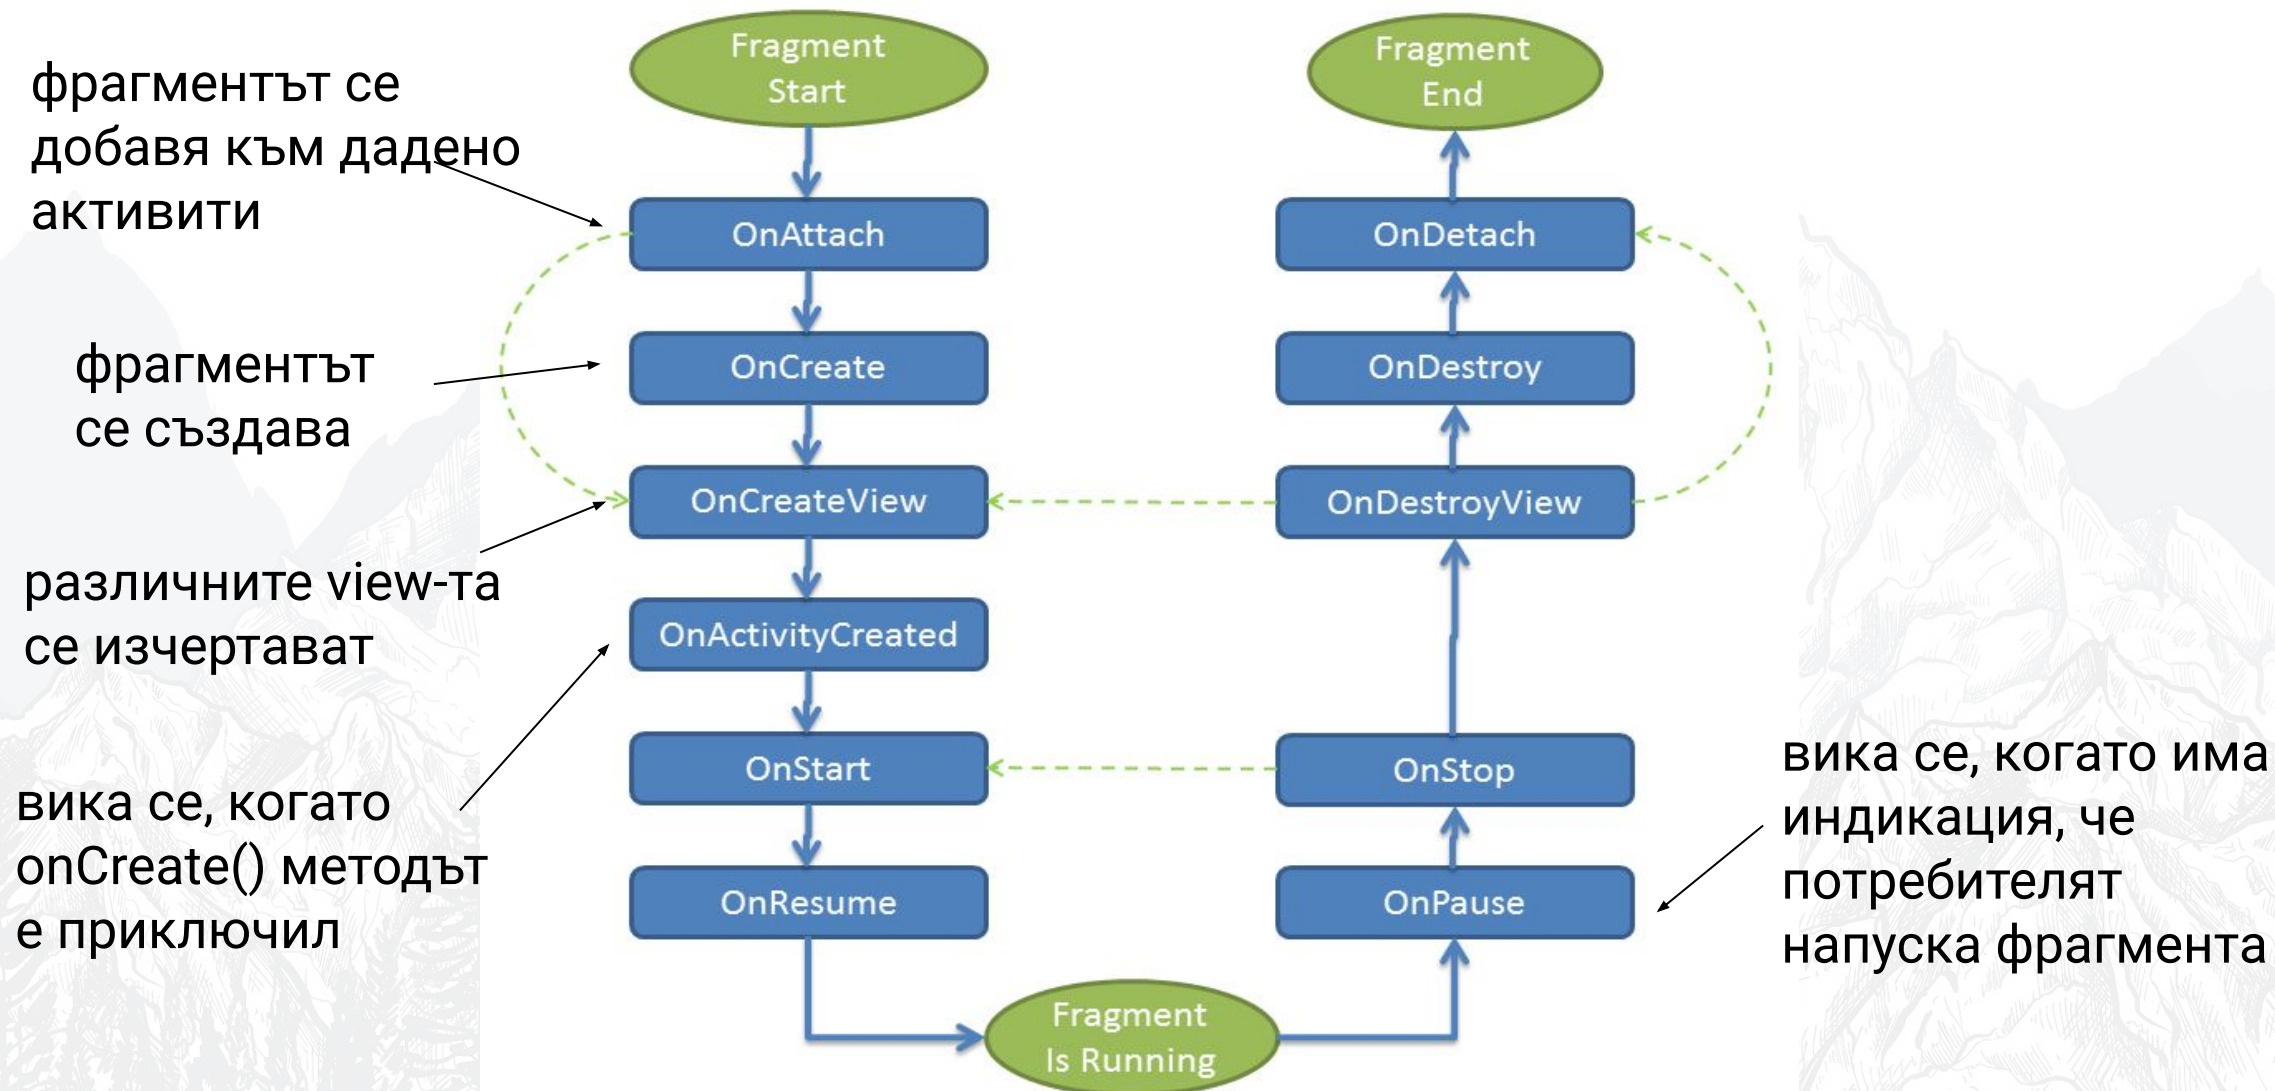 фрагментът се
добавя към дадено
активити
фрагментът
се създава
различните view-та
се изчертават
вика се, когато
onCreate() методът
е приключил
Fragment
Start
OnAttach
OnCreate
OnCreateView
OnActivityCreated
OnStart
OnResume
Fragment
Is Running
Fragment
End
OnDetach
OnDestroy
OnDestroyView
OnStop
OnPause
вика се, когато има
индикация, че
потребителят
напуска фрагмента